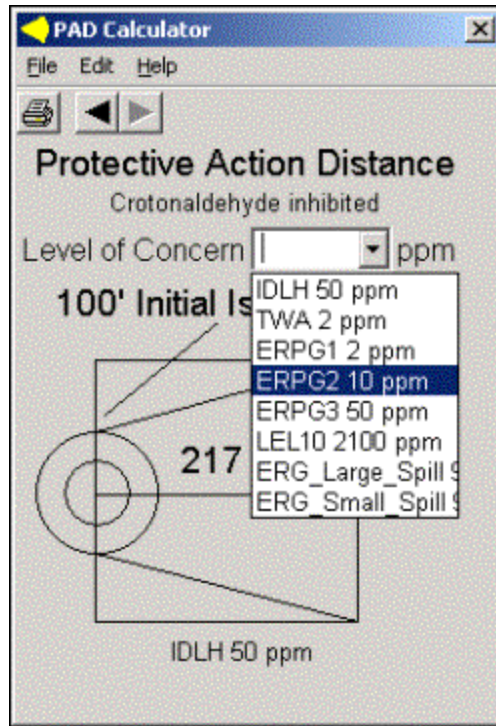 PAD Calculator
File Edit Help
Protective Action Distance
Crotonaldehyde inhibited
Level of Concern ppm
100' Initial Is
IDLH 50 ppm
TWA 2 ppm
ERPG1 2 ppm
ERPG2 10 ppm
ERPG3 50 ppm
LEL10 2100 ppm
ERG_Large_Spill
ERG_Small_Spill
217
IDLH 50 ppm